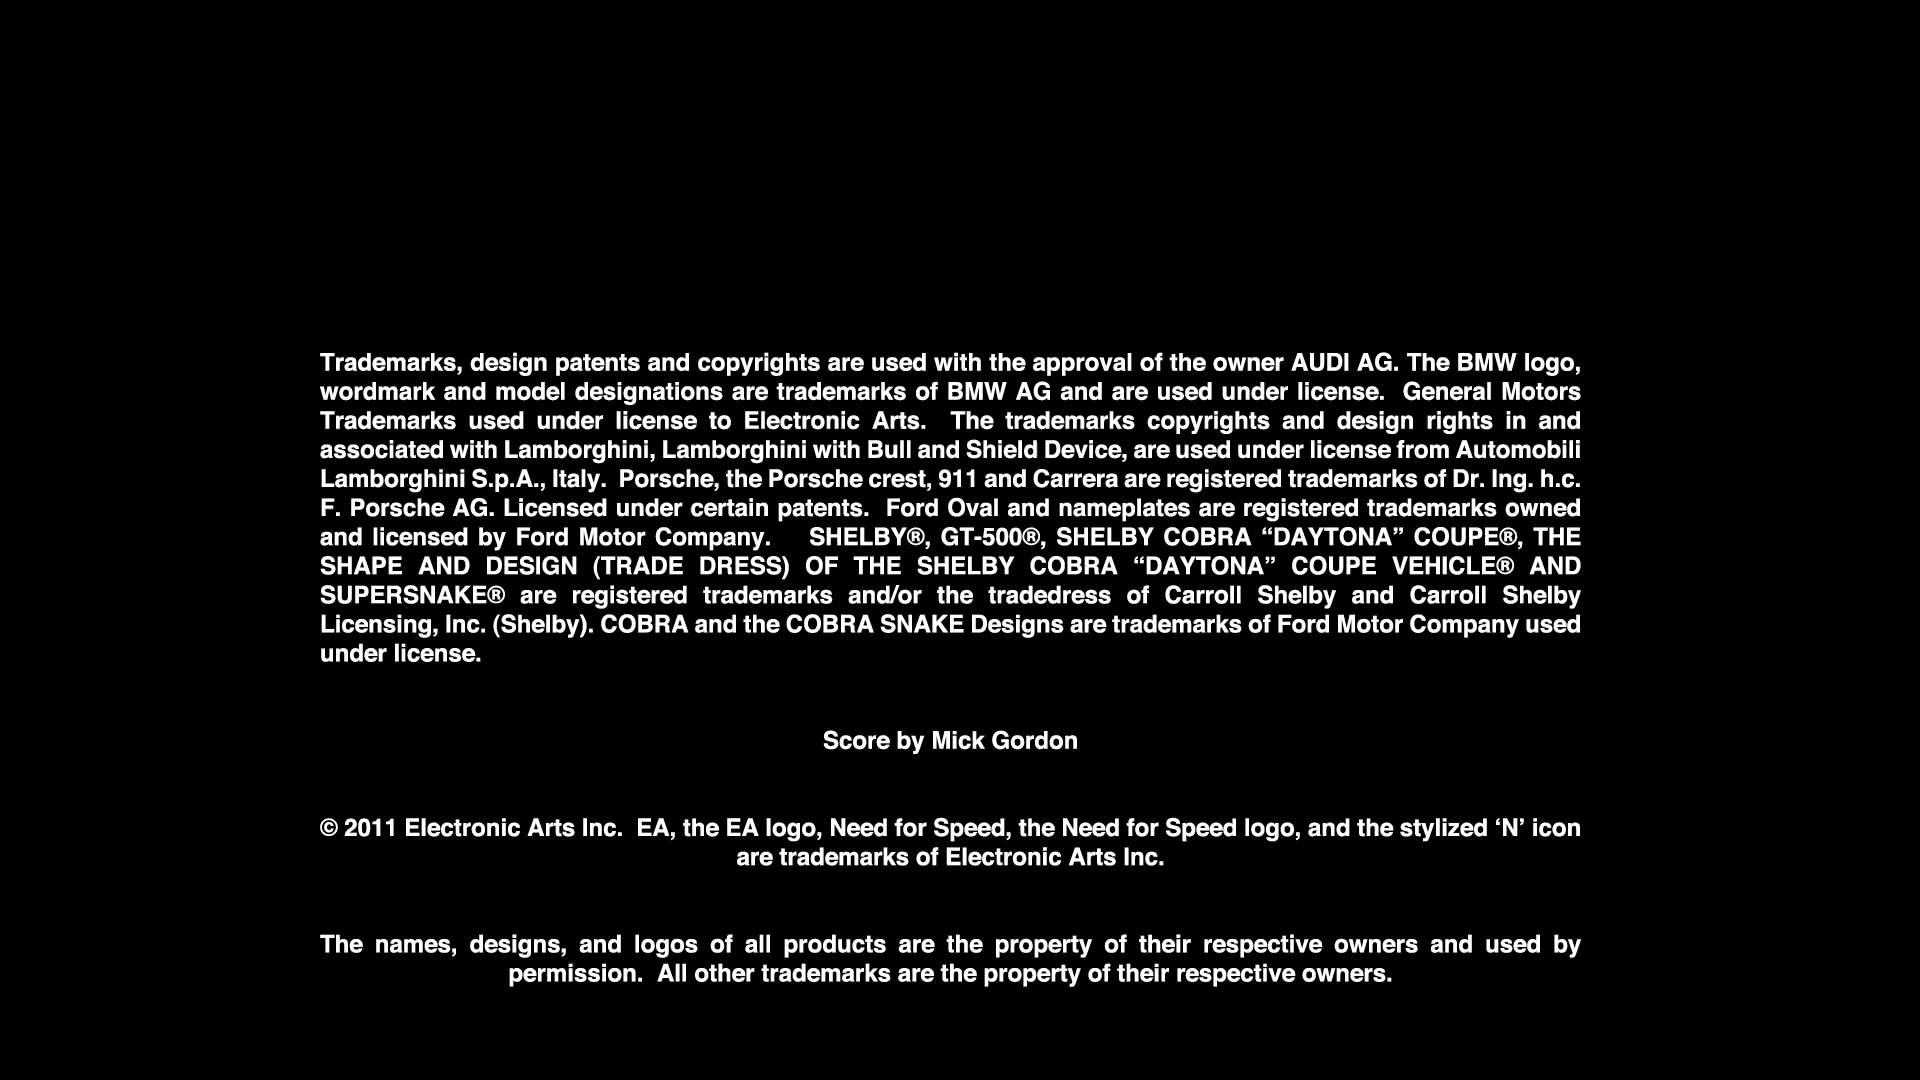 Trademarks, design patents and copyrights are used with the approval of the owner AUDI AG. The BMW logo,
wordmark and model designations are trademarks of BMW AG and are used under license.  General Motors
Trademarks used under license to Electronic Arts.  The trademarks copyrights and design rights in and
associated with Lamborghini, Lamborghini with Bull and Shield Device, are used under license from Automobili
Lamborghini S.p.A., Italy.  Porsche, the Porsche crest, 911 and Carrera are registered trademarks of Dr. Ing. h.c.
F. Porsche AG. Licensed under certain patents.  Ford Oval and nameplates are registered trademarks owned
and licensed by Ford Motor Company.    SHELBY®, GT-500®, SHELBY COBRA “DAYTONA” COUPE®, THE
SHAPE AND DESIGN (TRADE DRESS) OF THE SHELBY COBRA “DAYTONA” COUPE VEHICLE® AND
SUPERSNAKE® are registered trademarks and/or the tradedress of Carroll Shelby and Carroll Shelby
Licensing, Inc. (Shelby). COBRA and the COBRA SNAKE Designs are trademarks of Ford Motor Company used
under license.
Score by Mick Gordon
© 2011 Electronic Arts Inc.  EA, the EA logo, Need for Speed, the Need for Speed logo, and the stylized ‘N’ icon
are trademarks of Electronic Arts Inc.
The names, designs, and logos of all products are the property of their respective owners and used by
permission.  All other trademarks are the property of their respective owners.